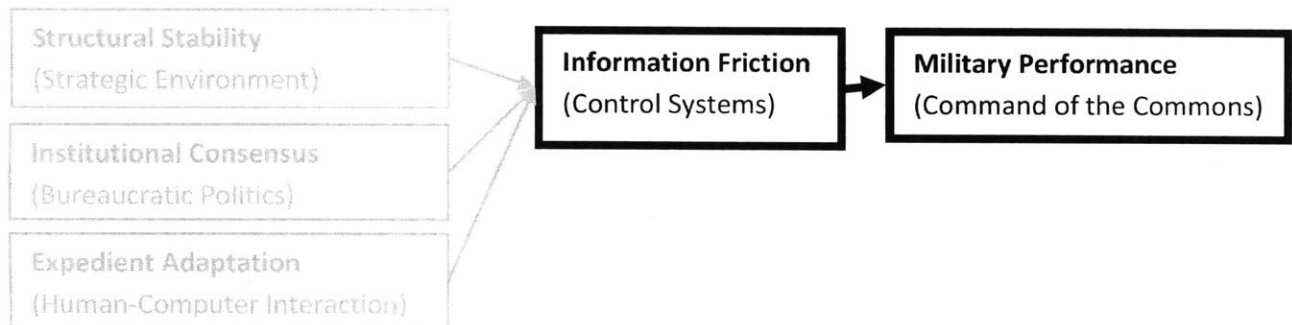 Structural Stability
(Strategic Environment)
Institutional Consensus
(Bureaucratic Politics)
Expedient Adaptation
(Human-Computer Interaction)
Information Friction
(Control Systems)
Military Performance
(Command of the Commons)